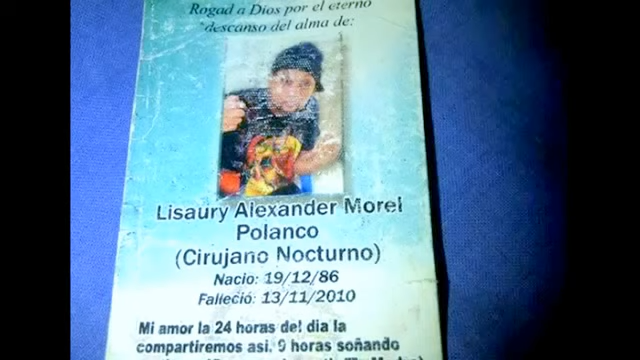 Rogad a Dios por el eterno
descanso del alma de:
Lisaury Alexander Morel
Polanco
(Cirujano Nocturno)
Nacio: 19/12/86
Falleció: 13/11/2010
Mi amor la 24 horas del dia la
compartiremos asi. 9 horas soñando